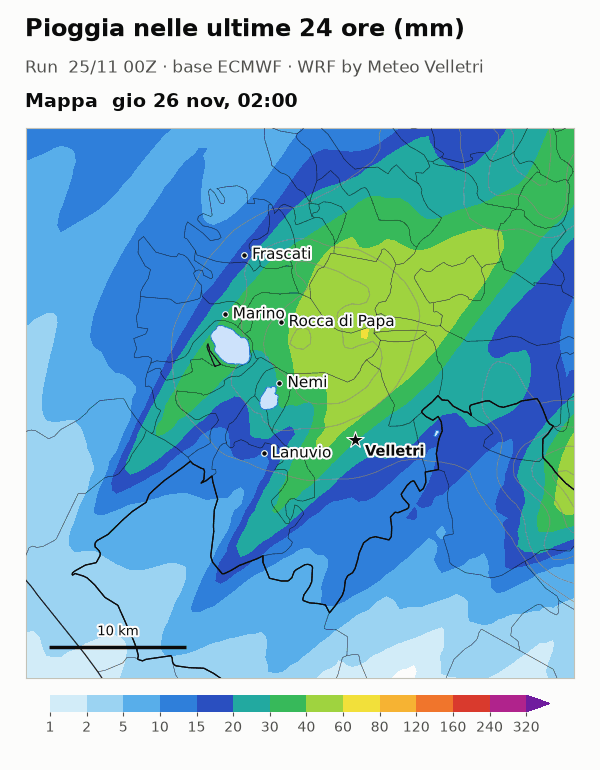 Pioggia nelle ultime 24 ore (mm)
Run  25/11 00Z · base ECMWF · WRF by Meteo Velletri
Mappa  gio 26 nov, 02:00
Frascati
Marino
Rocca di Papa
Nemi
Velletri
Lanuvio
10 km
1 2 5 10 15 20 30 40 60 80 120 160 240 320